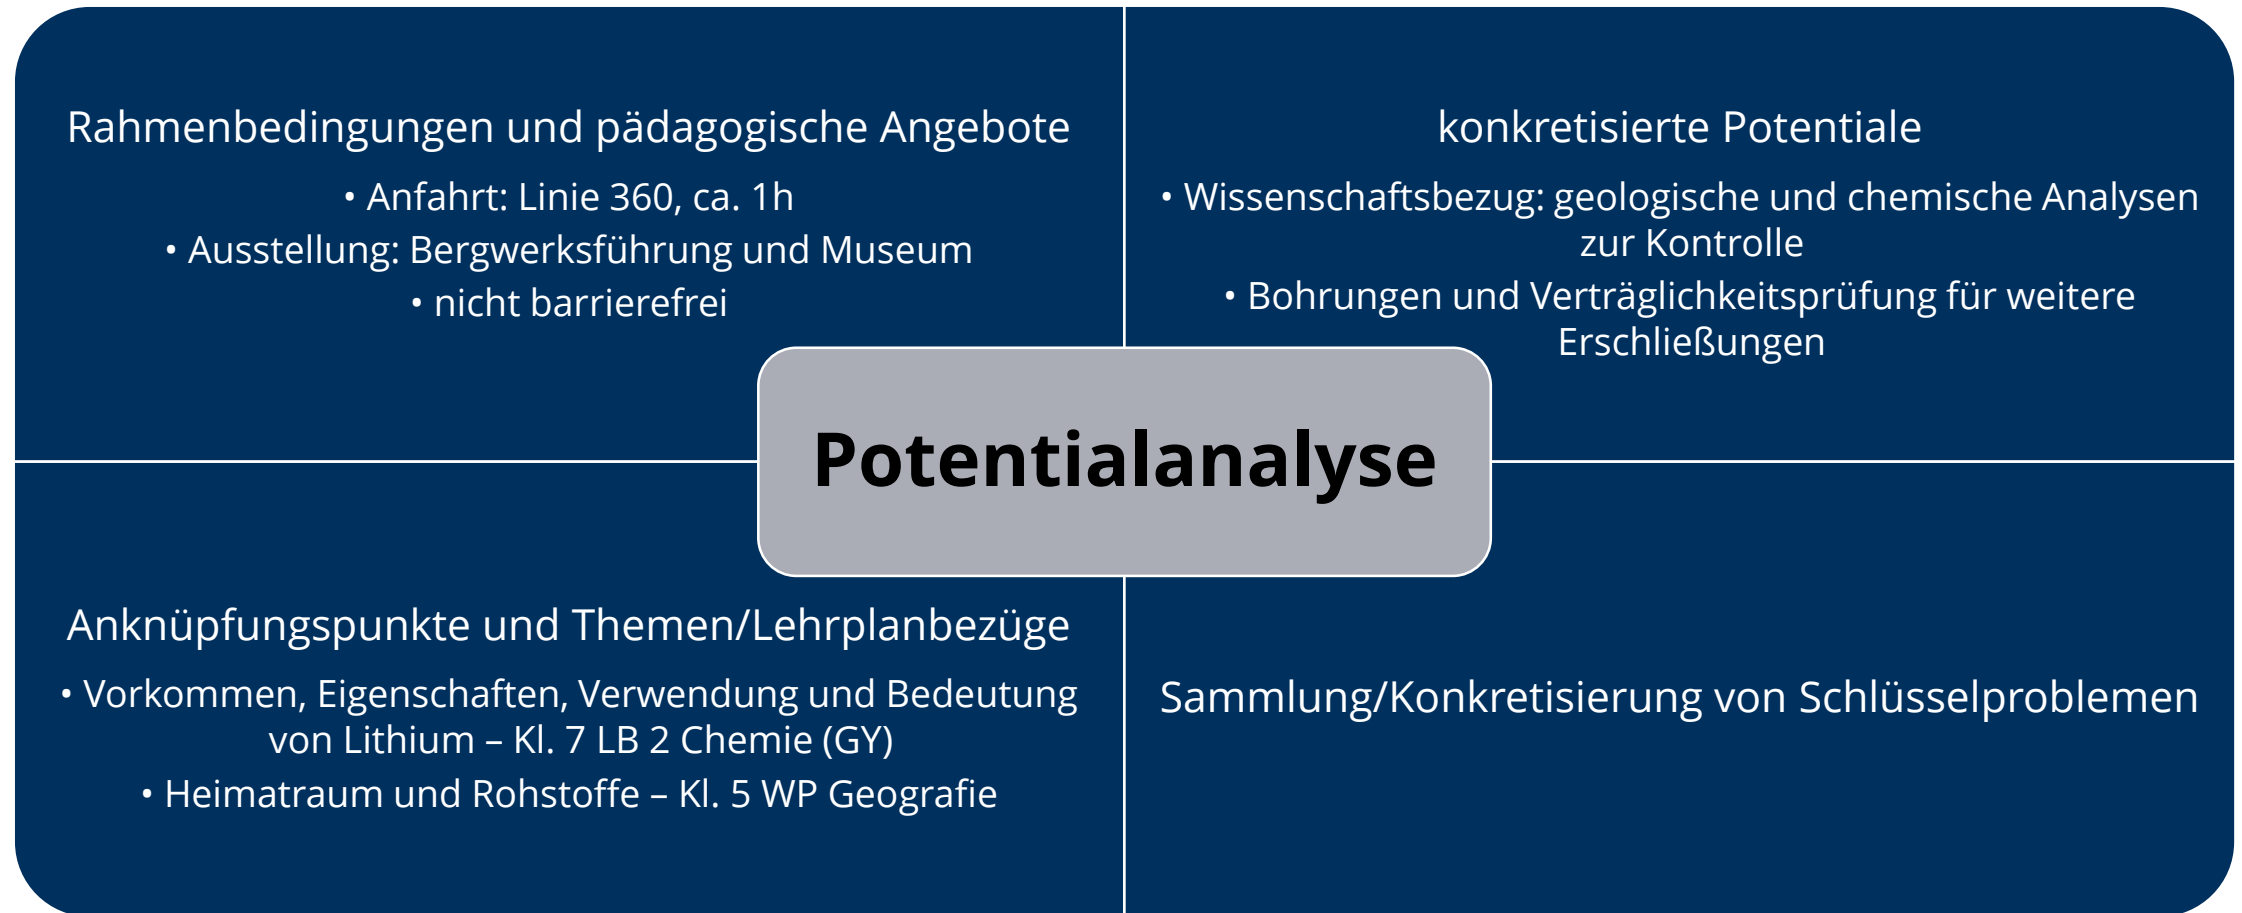 Rahmenbedingungen und pädagogische Angebote
• Anfahrt: Linie 360, ca. 1h
• Ausstellung: Bergwerksführung und Museum
• nicht barrierefrei
konkretisierte Potentiale
• Wissenschaftsbezug: geologische und chemische Analysen
zur Kontrolle
• Bohrungen und Verträglichkeitsprüfung für weitere
Erschließungen
Potentialanalyse
Anknüpfungspunkte und Themen/Lehrplanbezüge
• Vorkommen, Eigenschaften, Verwendung und Bedeutung
von Lithium – Kl. 7 LB 2 Chemie (GY)
• Heimatraum und Rohstoffe – Kl. 5 WP Geografie
Sammlung/Konkretisierung von Schlüsselproblemen